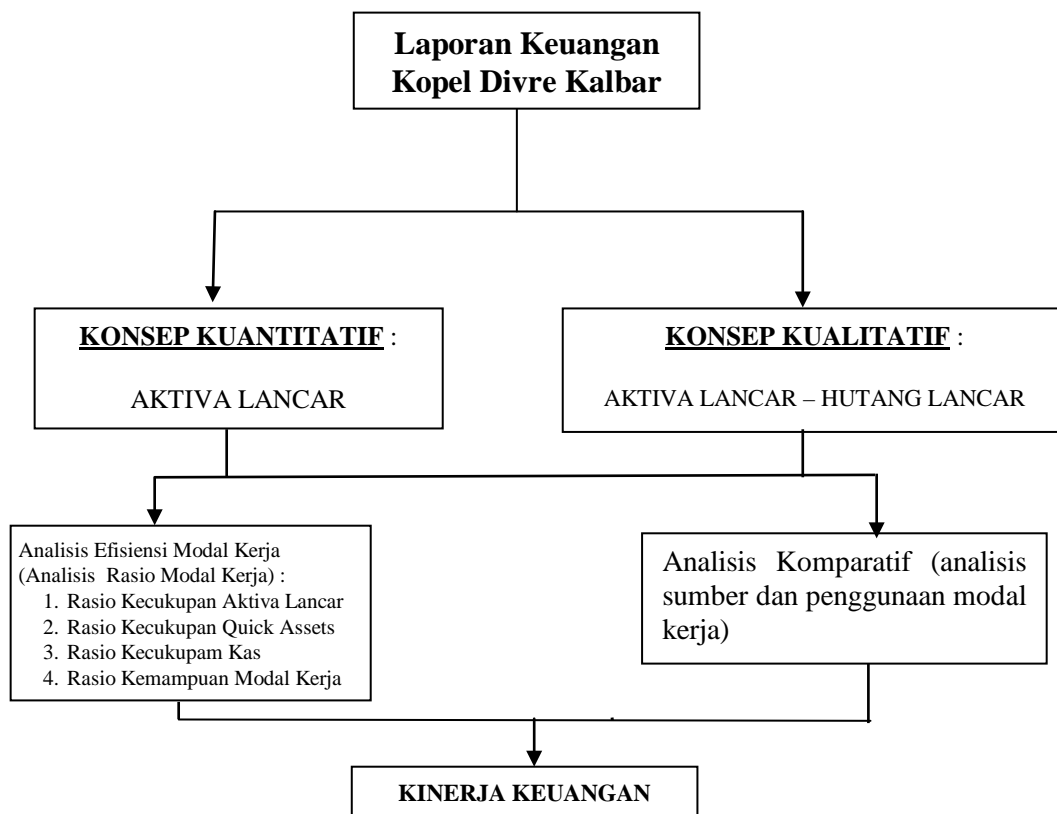 Laporan Keuangan
Kopel Divre Kalbar
KONSEP KUANTITATIF :
AKTIVA LANCAR
KONSEP KUALITATIF :
AKTIVA LANCAR – HUTANG LANCAR
Analisis Efisiensi Modal Kerja
(Analisis Rasio Modal Kerja) :
1. Rasio Kecukupan Aktiva Lancar
2. Rasio Kecukupan Quick Assets
3. Rasio Kecukupam Kas
4. Rasio Kemampuan Modal Kerja
Analisis Komparatif (analisis
sumber dan penggunaan modal
kerja)
KINERJA KEUANGAN